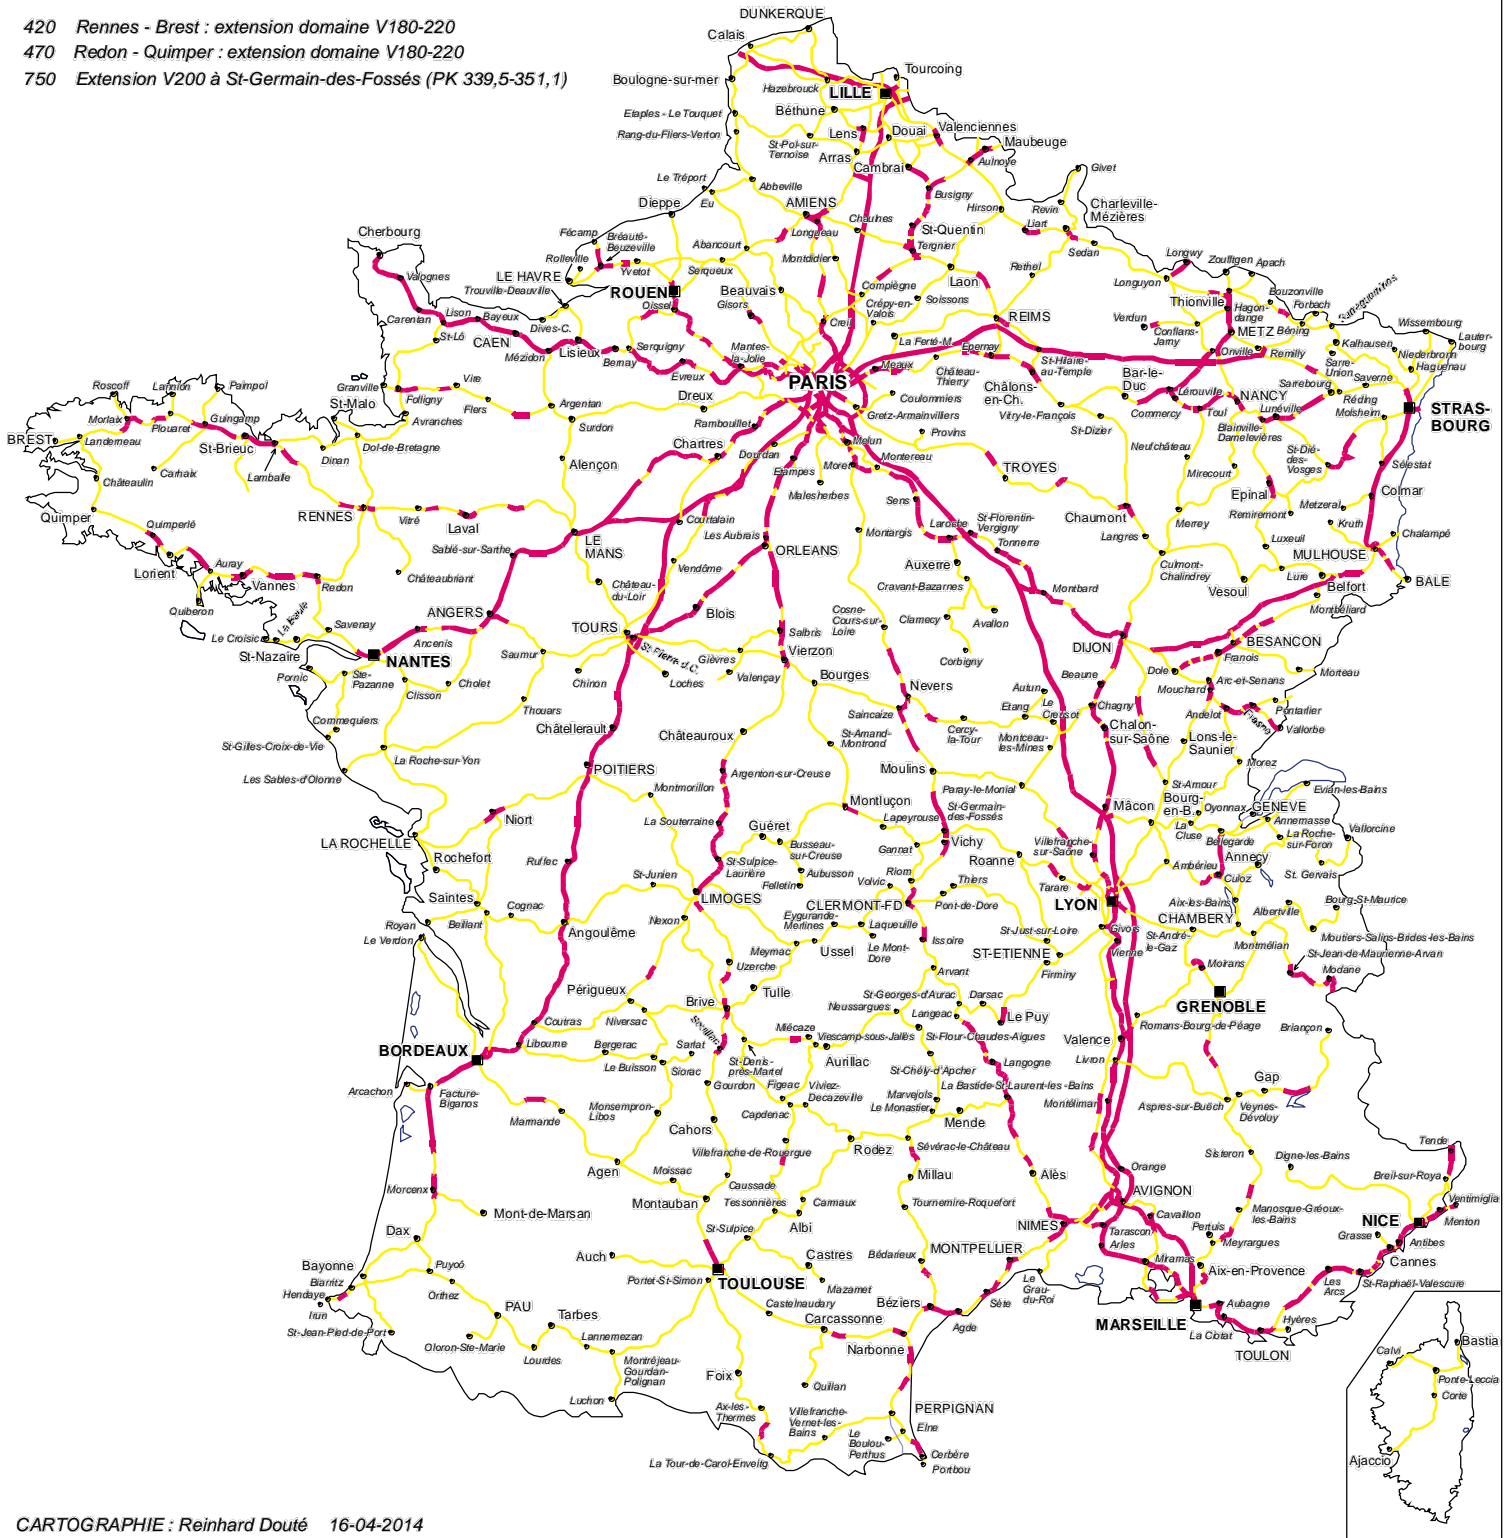 420 Rennes - Brest : extension domaine V180-220
470 Redon - Quimper : extension domaine V180-220
750 Extension V200 à St-Germain-des-Fossés (PK 339,5-351,1)
DUNKERQUE
Calais
Tourcoing
Boulogne-sur-mer
Hazebrouck
LILLE
Etaples - Le Touquet
Béthune
Rang-du-Fliers-Verton
Lens
Douai
Valenciennes
St-Pol-sur-
Ternoise
Arras
Maubeuge
Cambrai
Aulnoye
Givet
Le Tréport
Abbeville
Eu
Busigny
Dieppe
AMIENS
Chaulnes
Hirson
Revin
Charleville-
Mézières
Cherbourg
Fécamp
Bréauté-
Beuzeville
Longueau
St-Quentin
Liart
Rolleville
Abancourt
Tergnier
Sedan
Valognes
LE HAVRE
Yvetot
Serqueux
Montdidier
Laon
Rethel
Longwy
Zoufftgen
Apach
Trouville-Deauville
ROUEN
Beauvais
Compiègne
Longuyon
Bouzonville
Carentan
Lison
Bayeux
Oissel
Gisors
Crépy-en-
Valois
Soissons
Thionville
Hagon-
dange
Forbach
Sarreguemines
Dives-C.
Creil
REIMS
Verdun
Conflans-
Jarny
METZ
Béning
Wissembourg
St-Lô
CAEN
Mézidon
Lisieux
Serquigny
Mantes-
la-Jolie
La Ferté-M.
Epernay
Onville
Remilly
Kalhausen
Lauter-
bourg
Bernay
Evreux
PARIS
Meaux
Château-
Thierry
St-Hilaire-
au-Temple
Bar-le-
Duc
Sarre-
Union
Niederbronn
Haguenau
Roscoff
Lannion
Paimpol
Granville
Vire
Châlons-
en-Ch.
Lérouville
Sarrebourg
Saverne
Morlaix
St-Malo
Folligny
Flers
Argentan
Dreux
Coulommiers
Commercy
Toul
NANCY
Réding
Molsheim
STRAS-
BOURG
Plouaret
Guingamp
Avranches
Surdon
Rambouillet
Gretz-Armainvilliers
Vitry-le-François
Lunéville
BREST
Landerneau
St-Brieuc
Dol-de-Bretagne
Provins
St-Dizier
Blainville-
Damelevières
Carhaix
Lamballe
Dinan
Alençon
Chartres
Dourdan
Melun
Montereau
Neufchâteau
St-Dié-
des-
Vosges
Châteaulin
Etampes
Moret
TROYES
Mirecourt
Sélestat
Quimper
Malesherbes
Sens
Epinal
Colmar
Quimperlé
RENNES
Vitré
Laval
Courtalain
Montargis
Laroche
St-Florentin-
Vergigny
Chaumont
Merrey
Remiremont
Metzeral
Kruth
Les Aubrais
ORLEANS
Tonnerre
Langres
Luxeuil
Chalampé
Lorient
Auray
Sablé-sur-Sarthe
LE
MANS
MULHOUSE
Vannes
Redon
Châteaubriant
Château-
du-Loir
Vendôme
Auxerre
Cravant-Bazarnes
Montbard
Culmont-
Chalindrey
Vesoul
Lure
Belfort
BALE
Quiberon
ANGERS
Blois
Cosne-
Cours-sur-
Loire
Clamecy
Avallon
Montbéliard
Le Croisic
La Baule
Savenay
Ancenis
TOURS
Salbris
DIJON
BESANCON
St-Nazaire
NANTES
Saumur
St-Pierre d.C.
Gièvres
Vierzon
Corbigny
Dole
Franois
Pornic
Ste-
Pazanne
Clisson
Cholet
Chinon
Loches
Valençay
Bourges
Nevers
Autun
Beaune
Mouchard
Arc-et-Senans
Morteau
Thouars
Etang
Le
Creusot
Chagny
Andelot
Frasne
Pontarlier
Commequiers
Châtellerault
Saincaize
Cercy-
la-Tour
Montceau-
les-Mines
Chalon-
sur-Saône
Vallorbe
St-Gilles-Croix-de-Vie
Châteauroux
St-Amand-
Montrond
Lons-le-
Saunier
Les Sables-d'Olonne
La Roche-sur-Yon
POITIERS
Argenton-sur-Creuse
Moulins
Morez
Montmorillon
Paray-le-Monial
St-Amour
Evian-les-Bains
Niort
La Souterraine
Montluçon
St-Germain-
des-Fossés
Mâcon
Bourg-
en-B.
Oyonnax
GENEVE
LA ROCHELLE
Guéret
Lapeyrouse
Vichy
Villefranche-
sur-Saône
La
Cluse
Annemasse
Rochefort
Ruffec
Busseau-
sur-Creuse
Gannat
Roanne
Bellegarde
La Roche-
sur-Foron
Vallorcine
St-Sulpice-
Laurière
Aubusson
Riom
Ambérieu
Annecy
St-Junien
Felletin
Volvic
Thiers
Tarare
Culoz
St. Gervais
Saintes
Cognac
LIMOGES
CLERMONT-FD
Pont-de-Dore
LYON
Aix-les-Bains
Albertville
Bourg-St-Maurice
Royan
Beillant
Nexon
Eygurande-
Merlines
Laqueuille
St-Just-sur-Loire
Givors
CHAMBERY
Le Verdon
Angoulême
Meymac
Ussel
Le Mont-
Dore
Issoire
ST-ETIENNE
Vienne
St-André-
le-Gaz
Montmélian
Moutiers-Salins-Brides-les-Bains
St-Jean-de-Maurienne-Arvan
Uzerche
Arvant
Firminy
Moirans
Modane
Périgueux
Brive
Tulle
St-Georges-d'Aurac
Darsac
GRENOBLE
Coutras
Niversac
Neussargues
Langeac
Le Puy
Romans-Bourg-de-Péage
Briançon
BORDEAUX
Libourne
Bergerac
Sarlat
Souillac
Miécaze
Viescamp-sous-Jallès
St-Flour-Chaudes-Aigues
Valence
Le Buisson
Siorac
St-Denis-
près-Martel
Aurillac
St-Chély-d'Apcher
Langogne
Livron
Arcachon
Facture-
Biganos
Gourdon
Figeac
Viviez-
Decazeville
La Bastide-St-Laurent-les-Bains
Gap
Marvejols
Marmande
Monsempron-
Libos
Capdenac
Le Monastier
Mende
Montélimar
Aspres-sur-Buëch
Veynes-
Dévoluy
Cahors
Tende
Villefranche-de-Rouergue
Rodez
Sévérac-le-Château
Sisteron
Digne-les-Bains
Agen
Moissac
Millau
Alès
Orange
Breil-sur-Roya
Morcenx
Caussade
Montauban
Tessonnières
Carmaux
Tournemire-Roquefort
AVIGNON
Ventimiglia
Mont-de-Marsan
Albi
NIMES
Cavaillon
Manosque-Gréoux-
les-Bains
NICE
Menton
Dax
St-Sulpice
Tarascon
Pertuis
Grasse
Antibes
Auch
Castres
Bédarieux
MONTPELLIER
Arles
Meyrargues
Bayonne
Puyoô
Portet-St-Simon
Miramas
Aix-en-Provence
Cannes
Biarritz
TOULOUSE
Mazamet
Le
Grau-
du-Roi
Les
Arcs
St-Raphaël-Valescure
Hendaye
Orthez
Castelnaudary
Béziers
Sète
Aubagne
Irun
PAU
Tarbes
Carcassonne
Agde
MARSEILLE
Hyères
St-Jean-Pied-de-Port
Lannemezan
Narbonne
La Ciotat
TOULON
Oloron-Ste-Marie
Lourdes
Montréjeau-
Gourdan-
Polignan
Foix
Quillan
Bastia
Calvi
Ponte-Leccia
Luchon
Ax-les-
Thermes
Villefranche-
Vernet-les-
Bains
PERPIGNAN
Corte
Elne
Le
Boulou-
Perthus
Cerbère
La Tour-de-Carol-Enveitg
Portbou
Ajaccio
CARTOGRAPHIE : Reinhard Douté 16-04-2014